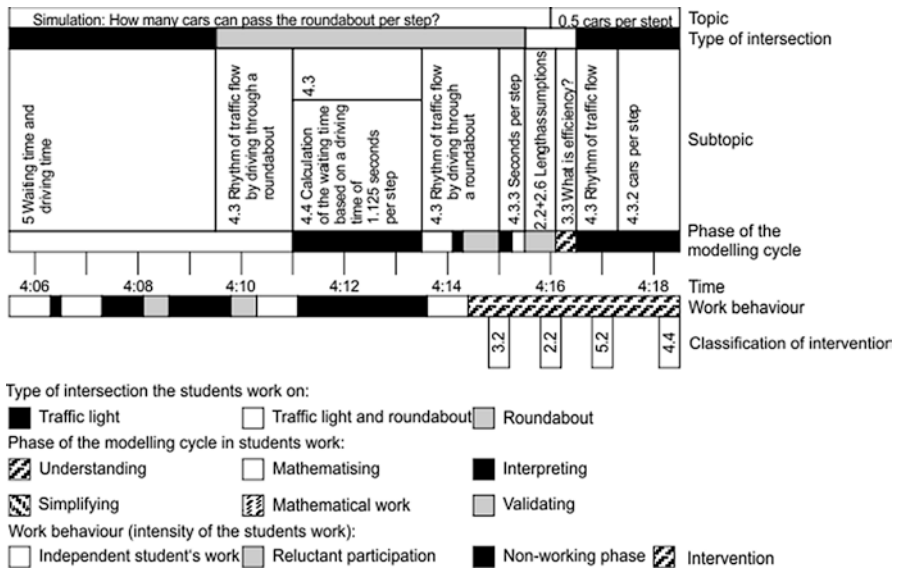 Simulation: How many cars can pass the roundabout per step?
0.5 cars per stept
Topic
Type of intersection
5 Waiting time and
driving time
4.3 Rhythm of traffic flow
by driving through a
roundabout
4.3
4.4 Calculation
of the waiting time
based on a driving
time of
1.125 seconds
per step
4.3 Rhythm of traffic flow
by driving through
a roundabout
4.3.3 Seconds per step
2.2+2.6 Lengthassumptions
3.3 What is efficiency?
4.3 Rhythm of traffic flow
4.3.2 cars per step
Subtopic
Phase of the
modelling cycle
4:06
4:08
4:10
4:12
4:14
4:16
4:18
Time
Work behaviour
3.2
2.2
5.2
4.4
Classification of intervention
Type of intersection the students work on:
Traffic light
Traffic light and roundabout
Roundabout
Phase of the modelling cycle in students work:
Understanding
Mathematising
Interpreting
Simplifying
Mathematical work
Validating
Work behaviour (intensity of the students work):
Independent student's work
Reluctant participation
Non-working phase
Intervention